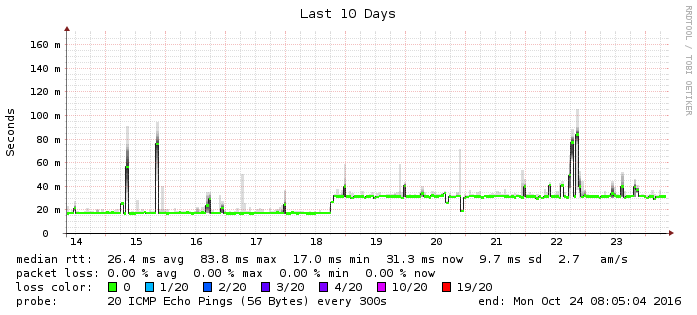 Last 10 Days
RRDTOOL / TOBI OETIKER
Seconds
160 m
140 m
120 m
100 m
80 m
60 m
40 m
20 m
0
14 15 16 17 18 19 20 21 22 23
median rtt: 26.4 ms avg 83.8 ms max 17.0 ms min 31.3 ms now 9.7 ms sd 2.7 am/s
packet loss: 0.00 % avg 0.00 % max 0.00 % min 0.00 % now
loss color: 0 1/20 2/20 3/20 4/20 10/20 19/20
probe: 20 ICMP Echo Pings (56 Bytes) every 300s end: Mon Oct 24 08:05:04 2016